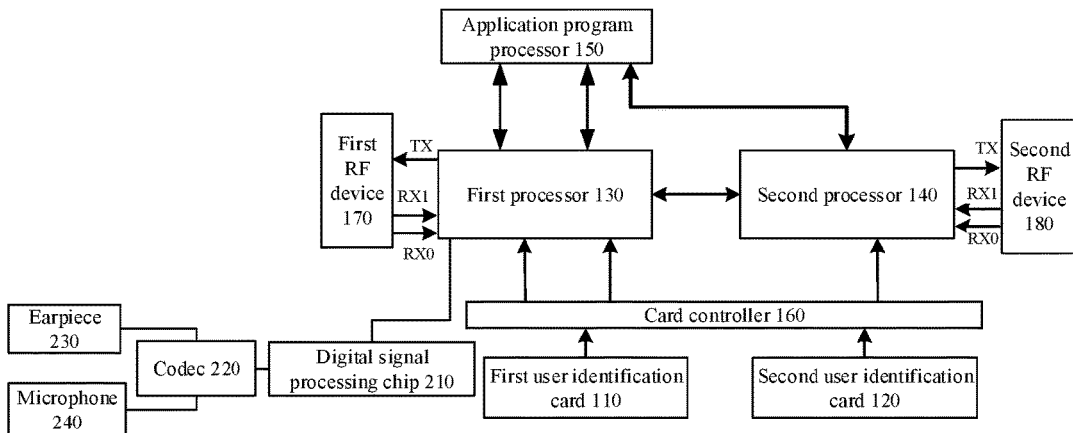 Application program
processor 150
First
RF
device
170
TX
RX1
RX0
First processor 130
Second processor 140
TX
RX1
RX0
Second
RF
device
180
Card controller 160
Earpiece
230
Codec 220
Digital signal
processing chip 210
First user identification
card 110
Second user identification
card 120
Microphone
240